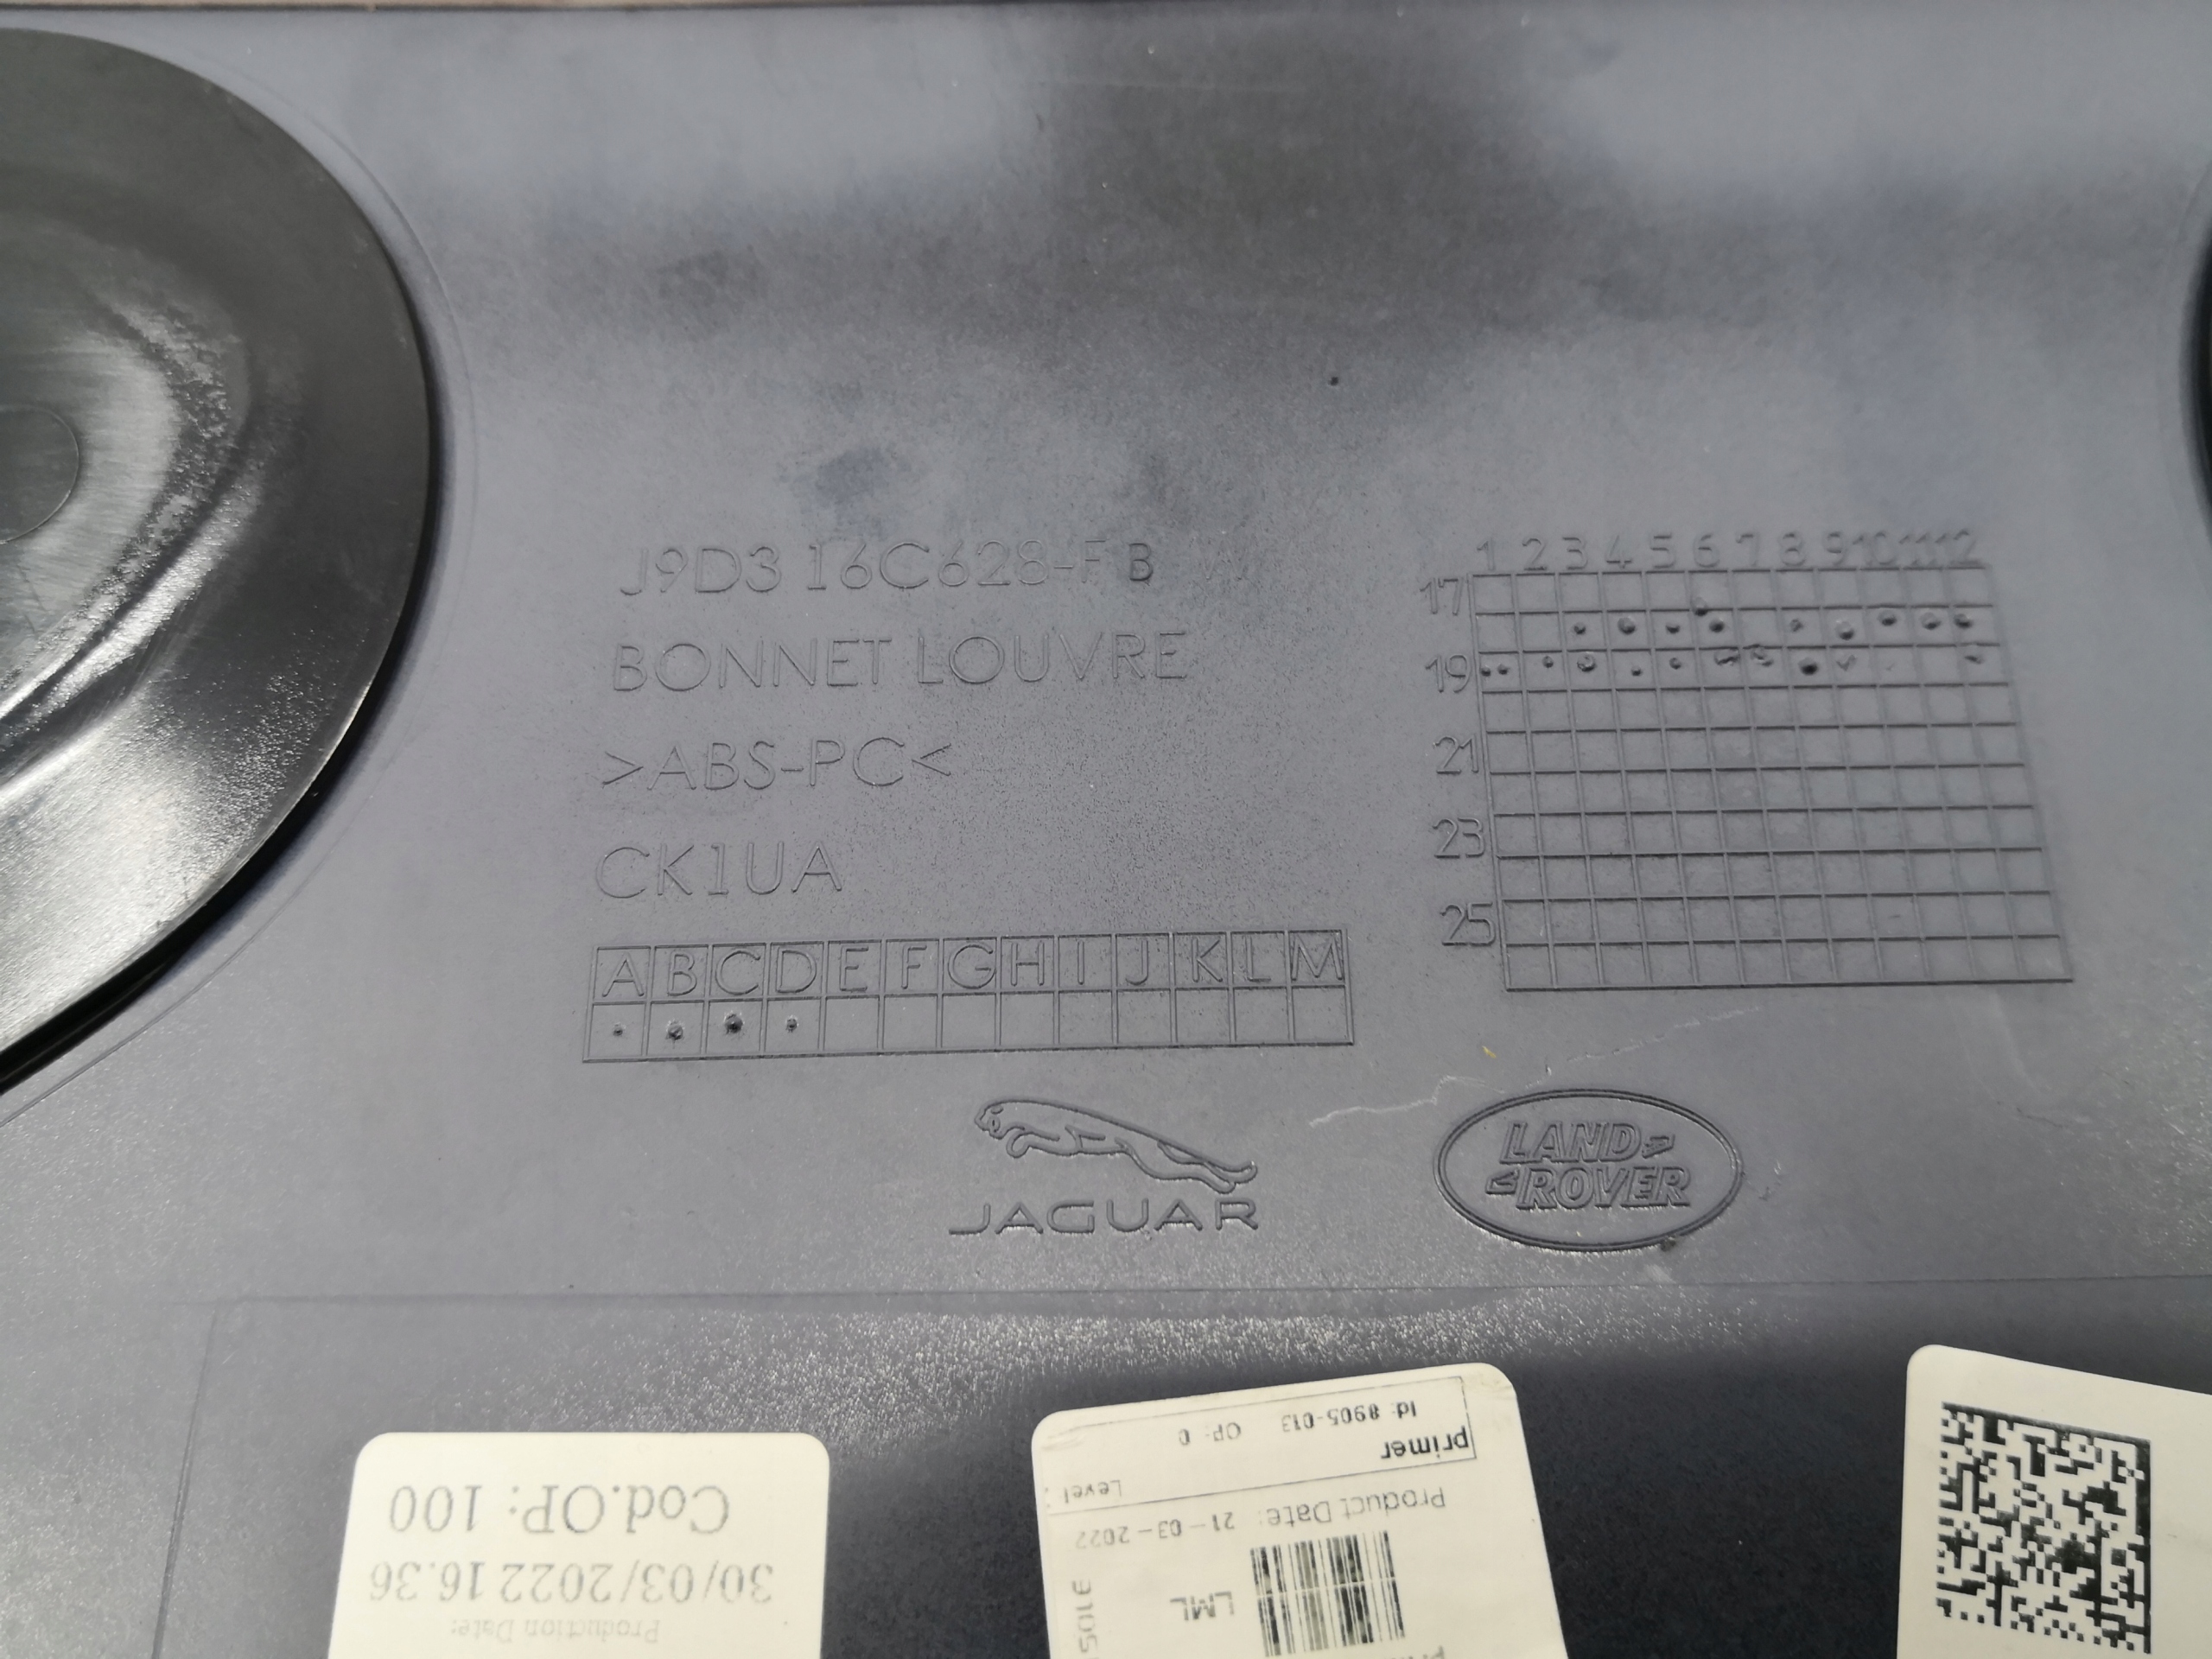 J9D3 16C628-F B W
BONNET LOUVRE
>ABS-PC<
CK1UA
A B C D E F G H I J K L M
1 2 3 4 5 6 7 8 9 10 11 12
17
19
21
23
25
JAGUAR
LAND
ROVER
Production Date:
30/03/2022 16.36
Cod.OP: 100
LML
Product Date: 21-03-2022
Level :
primer
Id: 8905-013 OP: 0